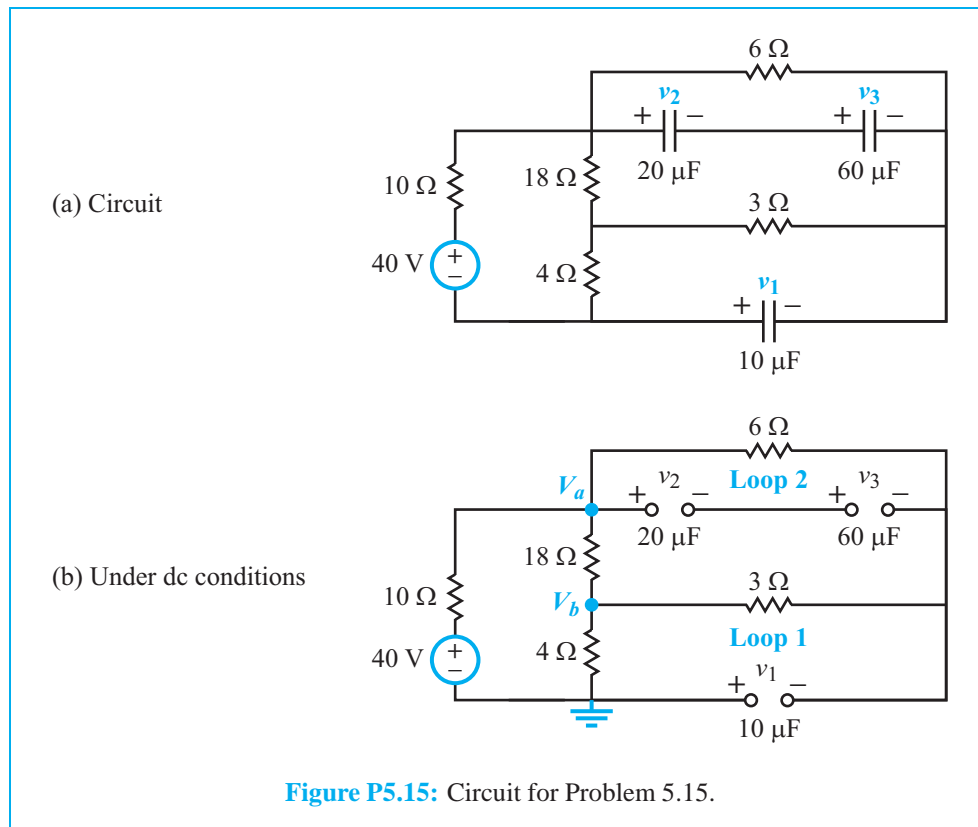 6 Ω
v2 v3
+ − + −
20 μF 60 μF
10 Ω 18 Ω
3 Ω
(a) Circuit
40 V + − 4 Ω
v1
+ −
10 μF
6 Ω
Va + v2 − Loop 2 + v3 −
20 μF 60 μF
18 Ω
(b) Under dc conditions
10 Ω Vb 3 Ω
Loop 1
40 V + − 4 Ω
v1
+ −
10 μF
Figure P5.15: Circuit for Problem 5.15.